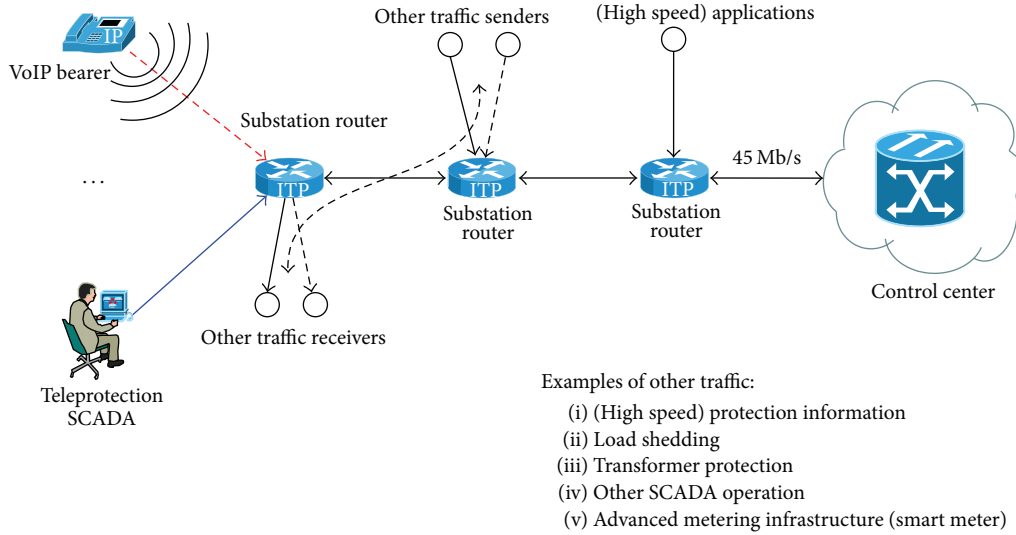 Other traffic senders
(High speed) applications
IP
VoIP bearer
Substation router
45 Mb/s
...
ITP
ITP
ITP
Substation
router
Substation
router
Control center
Other traffic receivers
Teleprotection
SCADA
Examples of other traffic:
(i) (High speed) protection information
(ii) Load shedding
(iii) Transformer protection
(iv) Other SCADA operation
(v) Advanced metering infrastructure (smart meter)